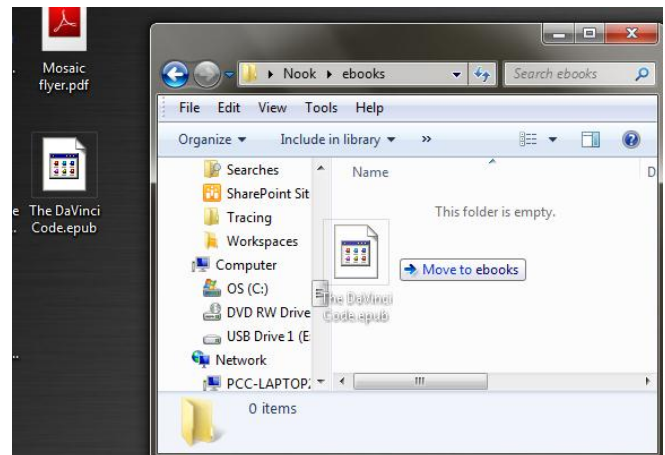 Mosaic
flyer.pdf
The DaVinci
Code.epub
Nook ebooks
Search ebooks
File Edit View Tools Help
Organize Include in library »
Searches
SharePoint Sit
Tracing
Workspaces
Computer
OS (C:)
DVD RW Drive
USB Drive 1 (E
Network
PCC-LAPTOP
Name
D
This folder is empty.
Move to ebooks
The DaVinci
Code.epub
0 items